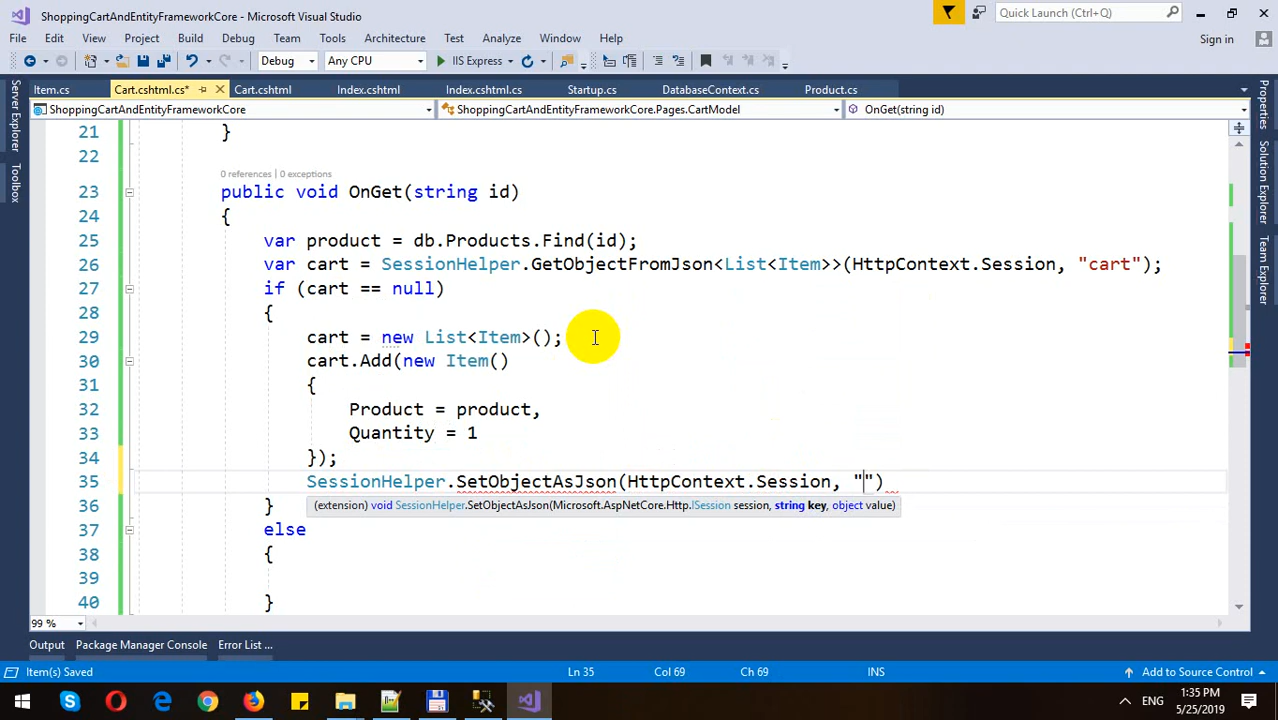 ShoppingCartAndEntityFrameworkCore - Microsoft Visual Studio
Quick Launch (Ctrl+Q)
File Edit View Project Build Debug Team Tools Architecture Test Analyze Window Help
Sign in
Debug Any CPU IIS Express
Item.cs Cart.cshtml.cs* Cart.cshtml Index.cshtml Index.cshtml.cs Startup.cs DatabaseContext.cs Product.cs
ShoppingCartAndEntityFrameworkCore ShoppingCartAndEntityFrameworkCore.Pages.CartModel OnGet(string id)
Server Explorer
Toolbox
Properties
Solution Explorer
Team Explorer
21 }
22
0 references | 0 exceptions
23 public void OnGet(string id)
24 {
25 var product = db.Products.Find(id);
26 var cart = SessionHelper.GetObjectFromJson<List<Item>>(HttpContext.Session, "cart");
27 if (cart == null)
28 {
29 cart = new List<Item>();
30 cart.Add(new Item()
31 {
32 Product = product,
33 Quantity = 1
34 });
35 SessionHelper.SetObjectAsJson(HttpContext.Session, "")
(extension) void SessionHelper.SetObjectAsJson(Microsoft.AspNetCore.Http.ISession session, string key, object value)
36 }
37 else
38 {
39
40 }
99 %
Output Package Manager Console Error List ...
Item(s) Saved Ln 35 Col 69 Ch 69 INS Add to Source Control
ENG
1:35 PM
5/25/2019